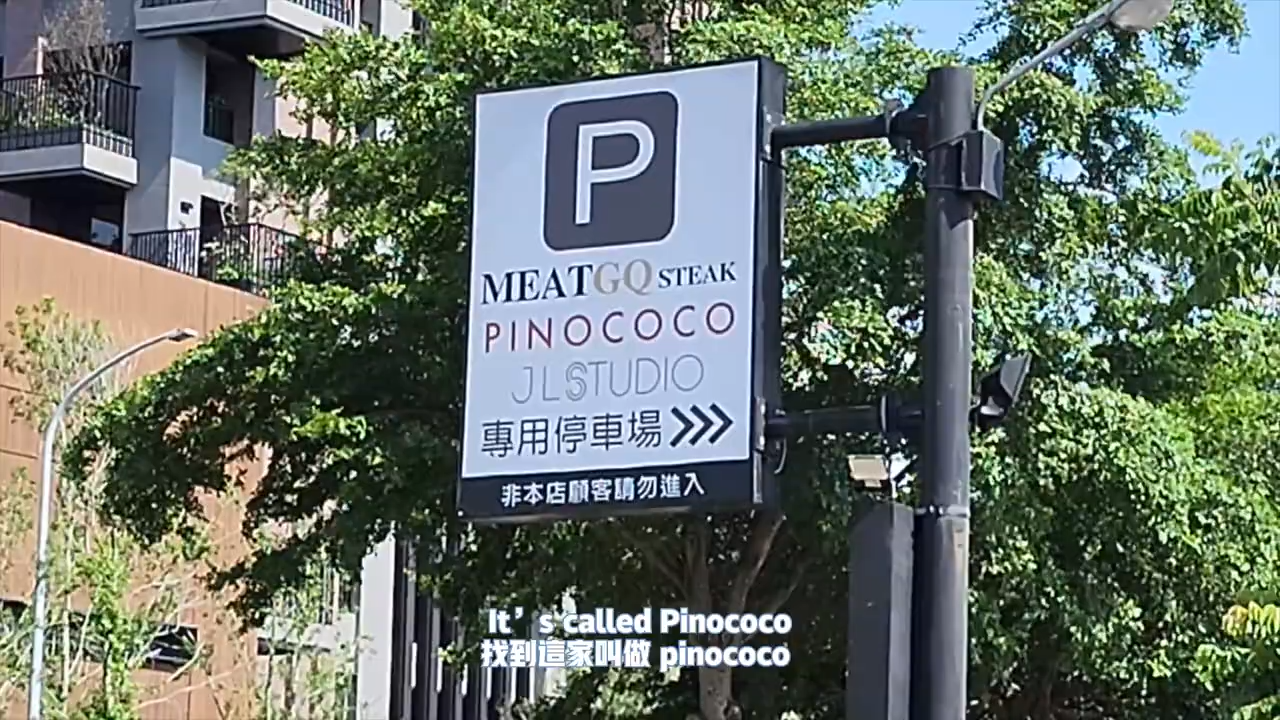 P
MEATGQ STEAK
PINOCOCO
JL STUDIO
專用停車場
非本店顧客請勿進入
It's called Pinococo
找到這家叫做 pinococo